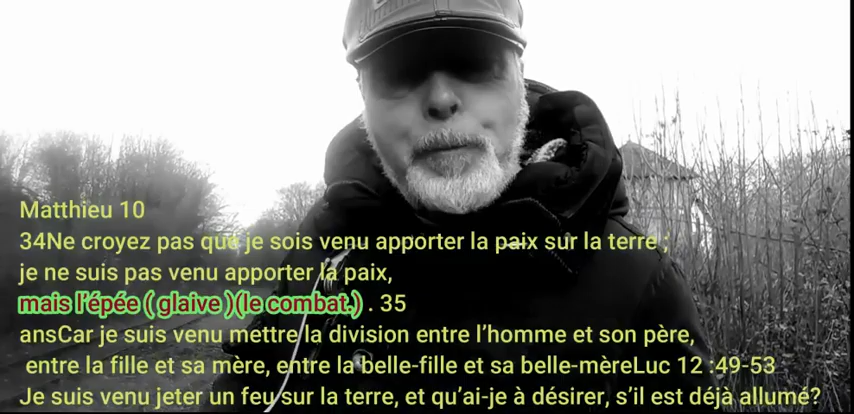 Matthieu 10
34Ne croyez pas que je sois venu apporter la paix sur la terre ;
je ne suis pas venu apporter la paix,
mais l'épée ( glaive )(le combat.) . 35
ansCar je suis venu mettre la division entre l'homme et son père,
entre la fille et sa mère, entre la belle-fille et sa belle-mèreLuc 12 :49-53
Je suis venu jeter un feu sur la terre, et qu'ai-je à désirer, s'il est déjà allumé?